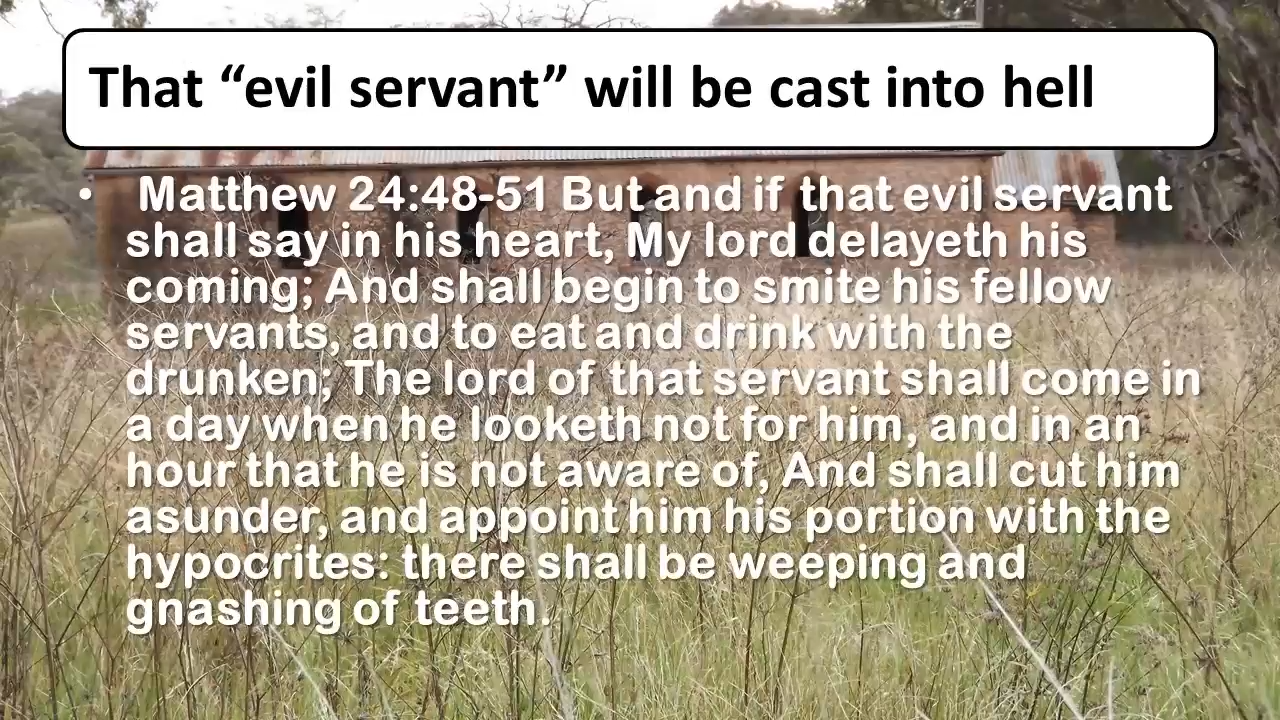 That “evil servant” will be cast into hell
• Matthew 24:48-51 But and if that evil servant
shall say in his heart, My lord delayeth his
coming; And shall begin to smite his fellow
servants, and to eat and drink with the
drunken; The lord of that servant shall come in
a day when he looketh not for him, and in an
hour that he is not aware of, And shall cut him
asunder, and appoint him his portion with the
hypocrites: there shall be weeping and
gnashing of teeth.